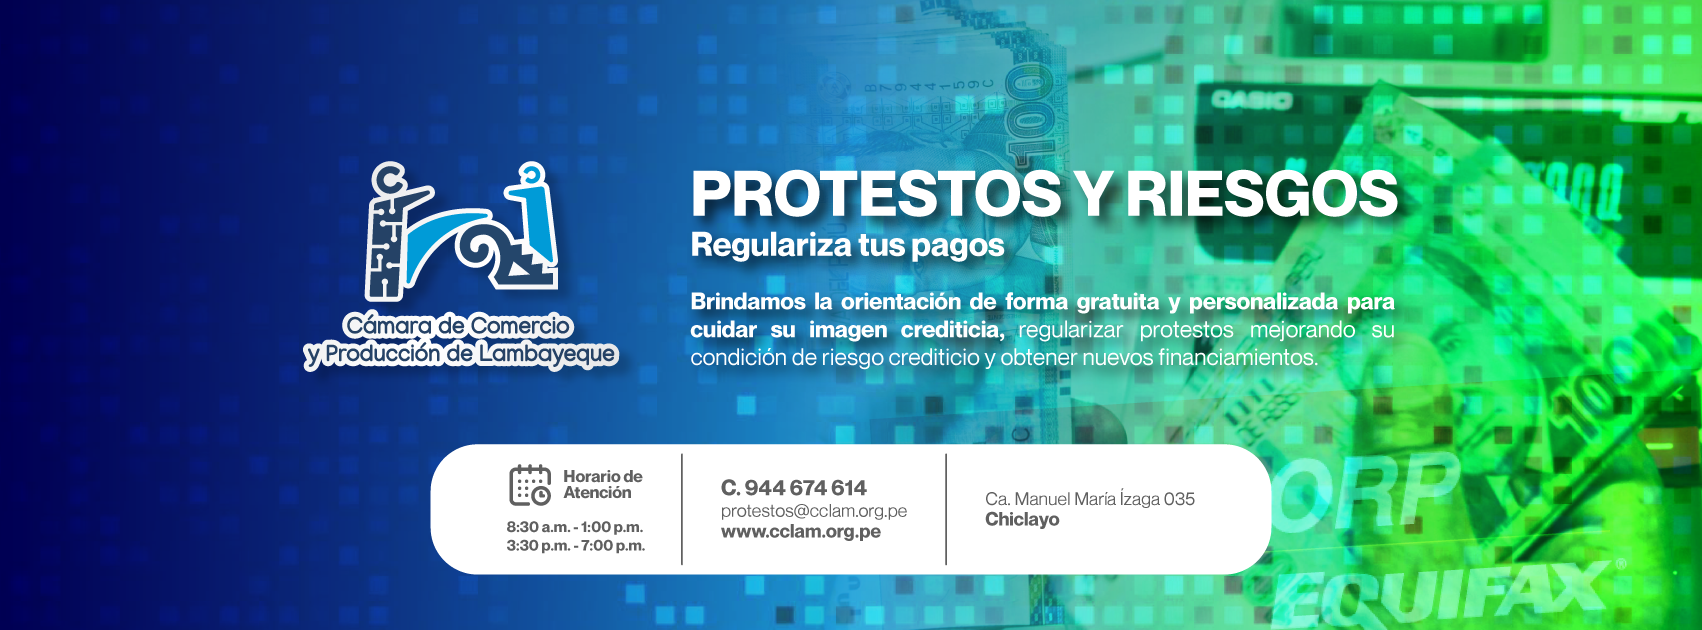 PROTESTOS Y RIESGOS
Regulariza tus pagos
Brindamos la orientación de forma gratuita y personalizada para
cuidar su imagen crediticia, regularizar protestos mejorando su
condición de riesgo crediticio y obtener nuevos financiamientos.
Cámara de Comercio
y Producción de Lambayeque
Horario de
Atención
8:30 a.m. - 1:00 p.m.
3:30 p.m. - 7:00 p.m.
C. 944 674 614
protestos@cclam.org.pe
www.cclam.org.pe
Ca. Manuel María Ízaga 035
Chiclayo
CASIO
100
ORP
EQUIFAX®